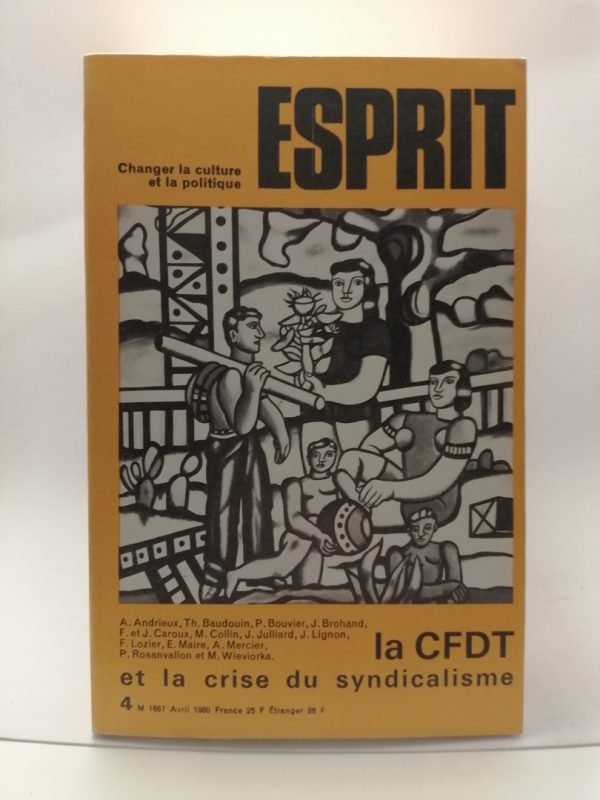 ESPRIT
Changer la culture
et la politique
A. Andrieux, Th. Baudouin, P. Bouvier, J. Brohand,
F. et J. Caroux, M. Collin, J. Julliard, J. Lignon,
F. Lozier, E. Maire, A. Mercier,
P. Rosanvallon et M. Wieviorka.
la CFDT
et la crise du syndicalisme
4 M 1667 Avril 1980 France 25 F Étranger 26 F